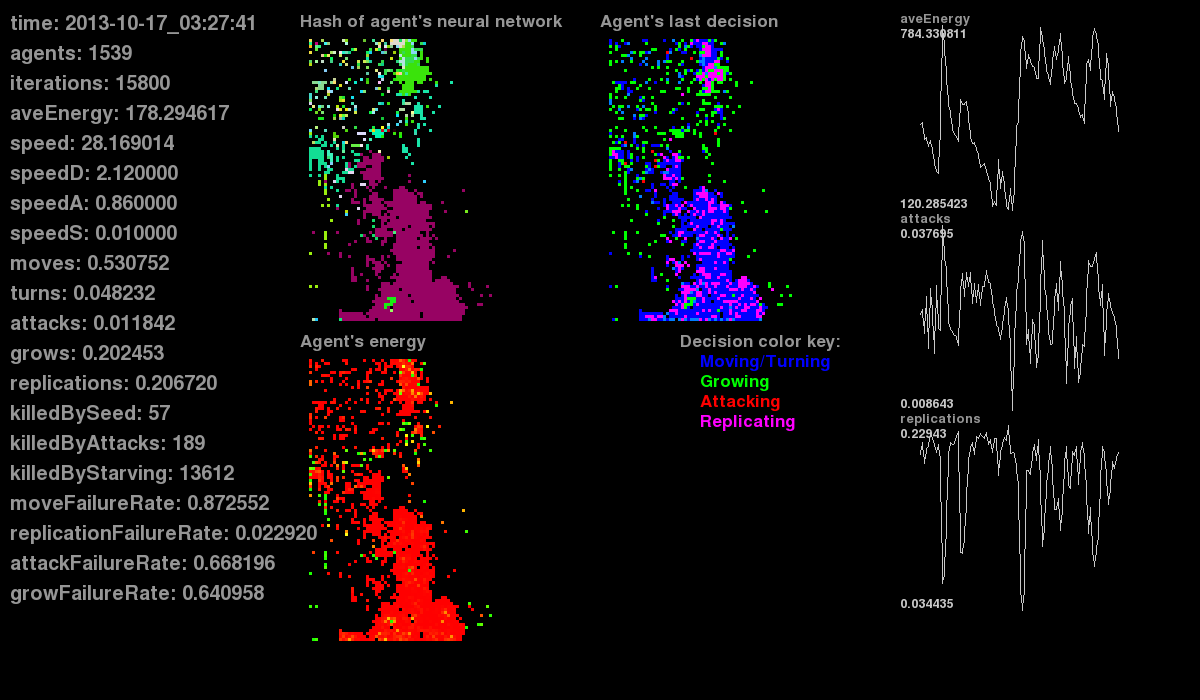 time: 2013-10-17_03:27:41
agents: 1539
iterations: 15800
aveEnergy: 178.294617
speed: 28.169014
speedD: 2.120000
speedA: 0.860000
speedS: 0.010000
moves: 0.530752
turns: 0.048232
attacks: 0.011842
grows: 0.202453
replications: 0.206720
killedBySeed: 57
killedByAttacks: 189
killedByStarving: 13612
moveFailureRate: 0.872552
replicationFailureRate: 0.022920
attackFailureRate: 0.668196
growFailureRate: 0.640958
Hash of agent's neural network
Agent's last decision
Agent's energy
Decision color key:
Moving/Turning
Growing
Attacking
Replicating
aveEnergy
784.330811
120.285423
attacks
0.037695
0.008643
replications
0.22943
0.034435